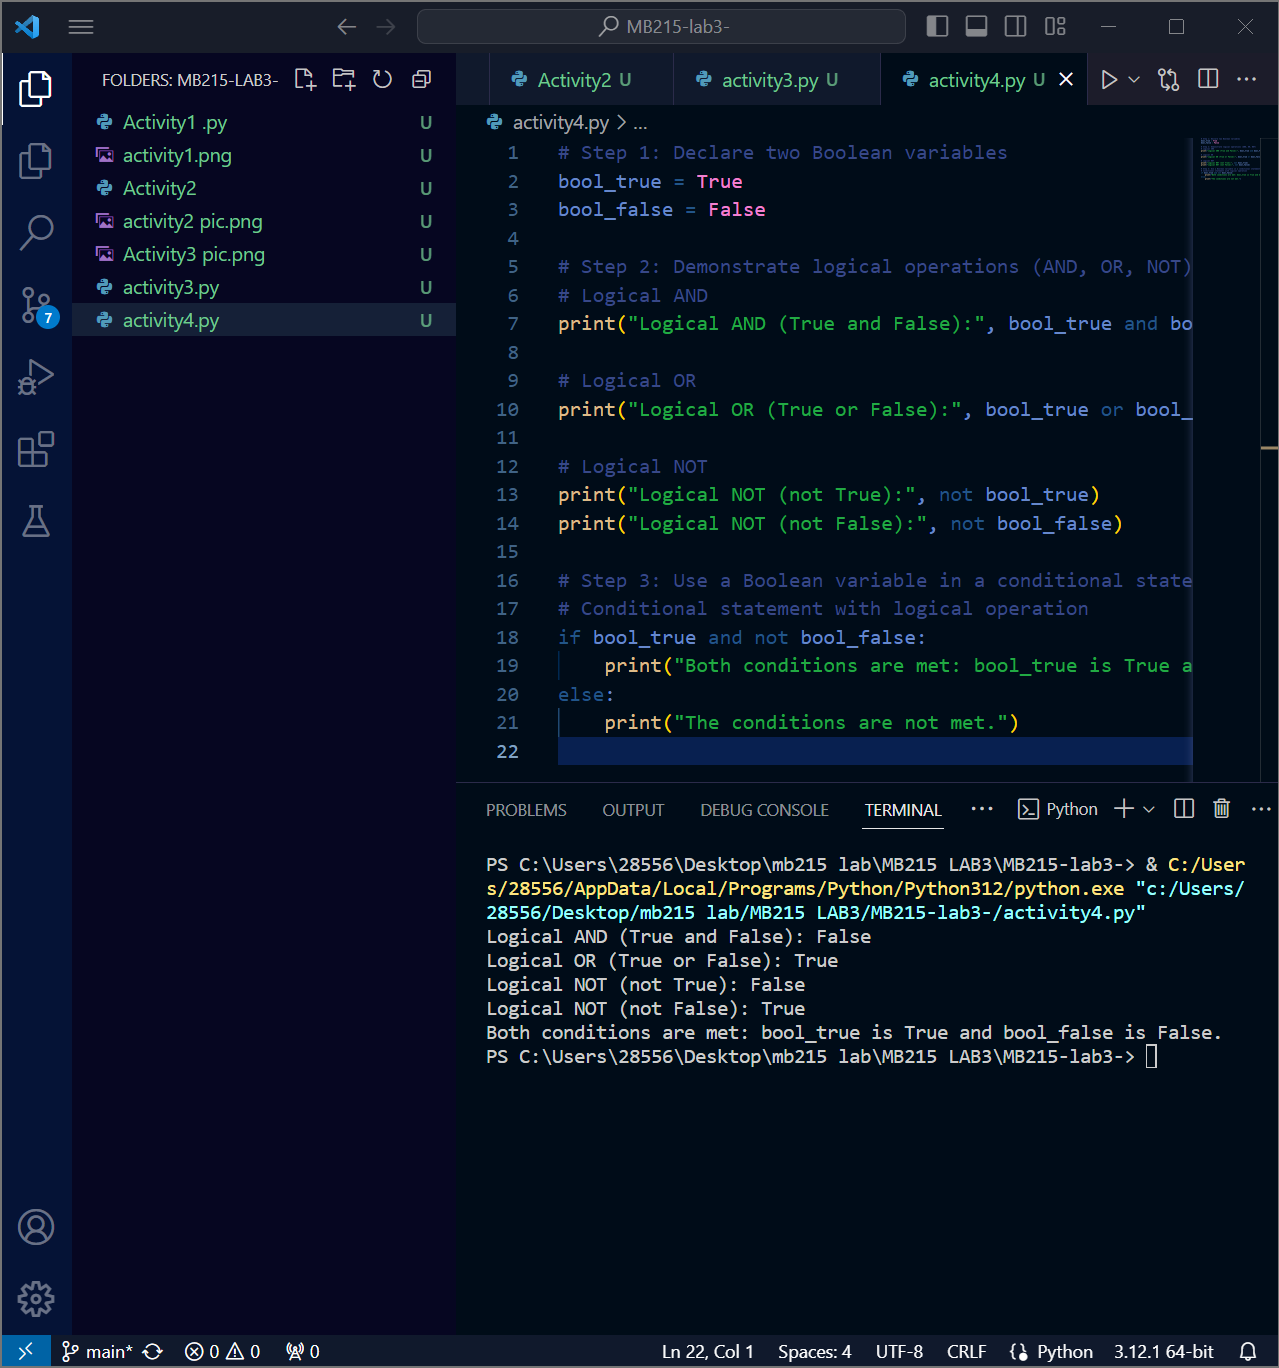 MB215-lab3-
FOLDERS: MB215-LAB3-
Activity1 .py U
activity1.png U
Activity2 U
activity2 pic.png U
Activity3 pic.png U
activity3.py U
activity4.py U
7
Activity2 U
activity3.py U
activity4.py U
activity4.py > ...
1 # Step 1: Declare two Boolean variables
2 bool_true = True
3 bool_false = False
4
5 # Step 2: Demonstrate logical operations (AND, OR, NOT)
6 # Logical AND
7 print("Logical AND (True and False):", bool_true and bo
8
9 # Logical OR
10 print("Logical OR (True or False):", bool_true or bool_
11
12 # Logical NOT
13 print("Logical NOT (not True):", not bool_true)
14 print("Logical NOT (not False):", not bool_false)
15
16 # Step 3: Use a Boolean variable in a conditional state
17 # Conditional statement with logical operation
18 if bool_true and not bool_false:
19 print("Both conditions are met: bool_true is True a
20 else:
21 print("The conditions are not met.")
22
PROBLEMS OUTPUT DEBUG CONSOLE TERMINAL ... Python
PS C:\Users\28556\Desktop\mb215 lab\MB215 LAB3\MB215-lab3-> & C:/User
s/28556/AppData/Local/Programs/Python/Python312/python.exe "c:/Users/
28556/Desktop/mb215 lab/MB215 LAB3/MB215-lab3-/activity4.py"
Logical AND (True and False): False
Logical OR (True or False): True
Logical NOT (not True): False
Logical NOT (not False): True
Both conditions are met: bool_true is True and bool_false is False.
PS C:\Users\28556\Desktop\mb215 lab\MB215 LAB3\MB215-lab3->
main* 0 0 0 Ln 22, Col 1 Spaces: 4 UTF-8 CRLF Python 3.12.1 64-bit